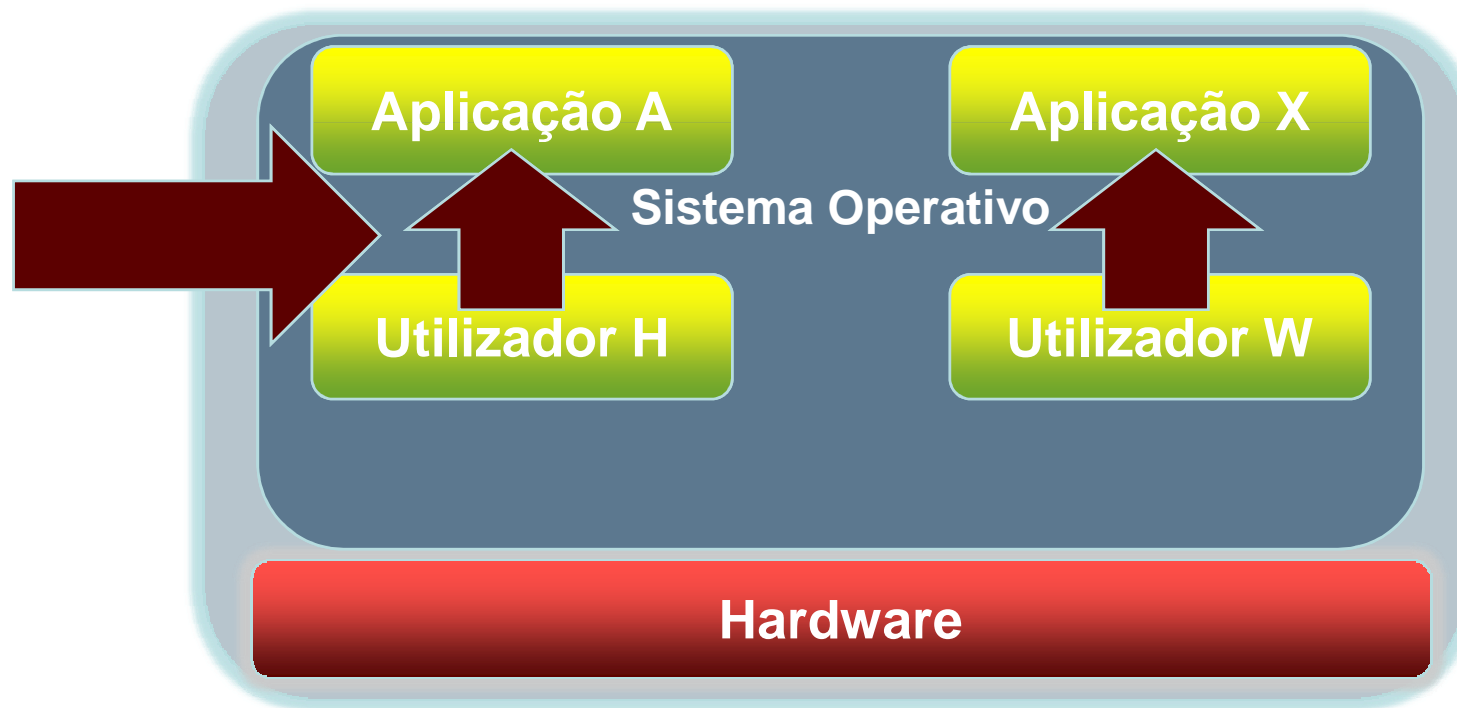 Aplicação A
Aplicação X
Sistema Operativo
Utilizador H
Utilizador W
Hardware